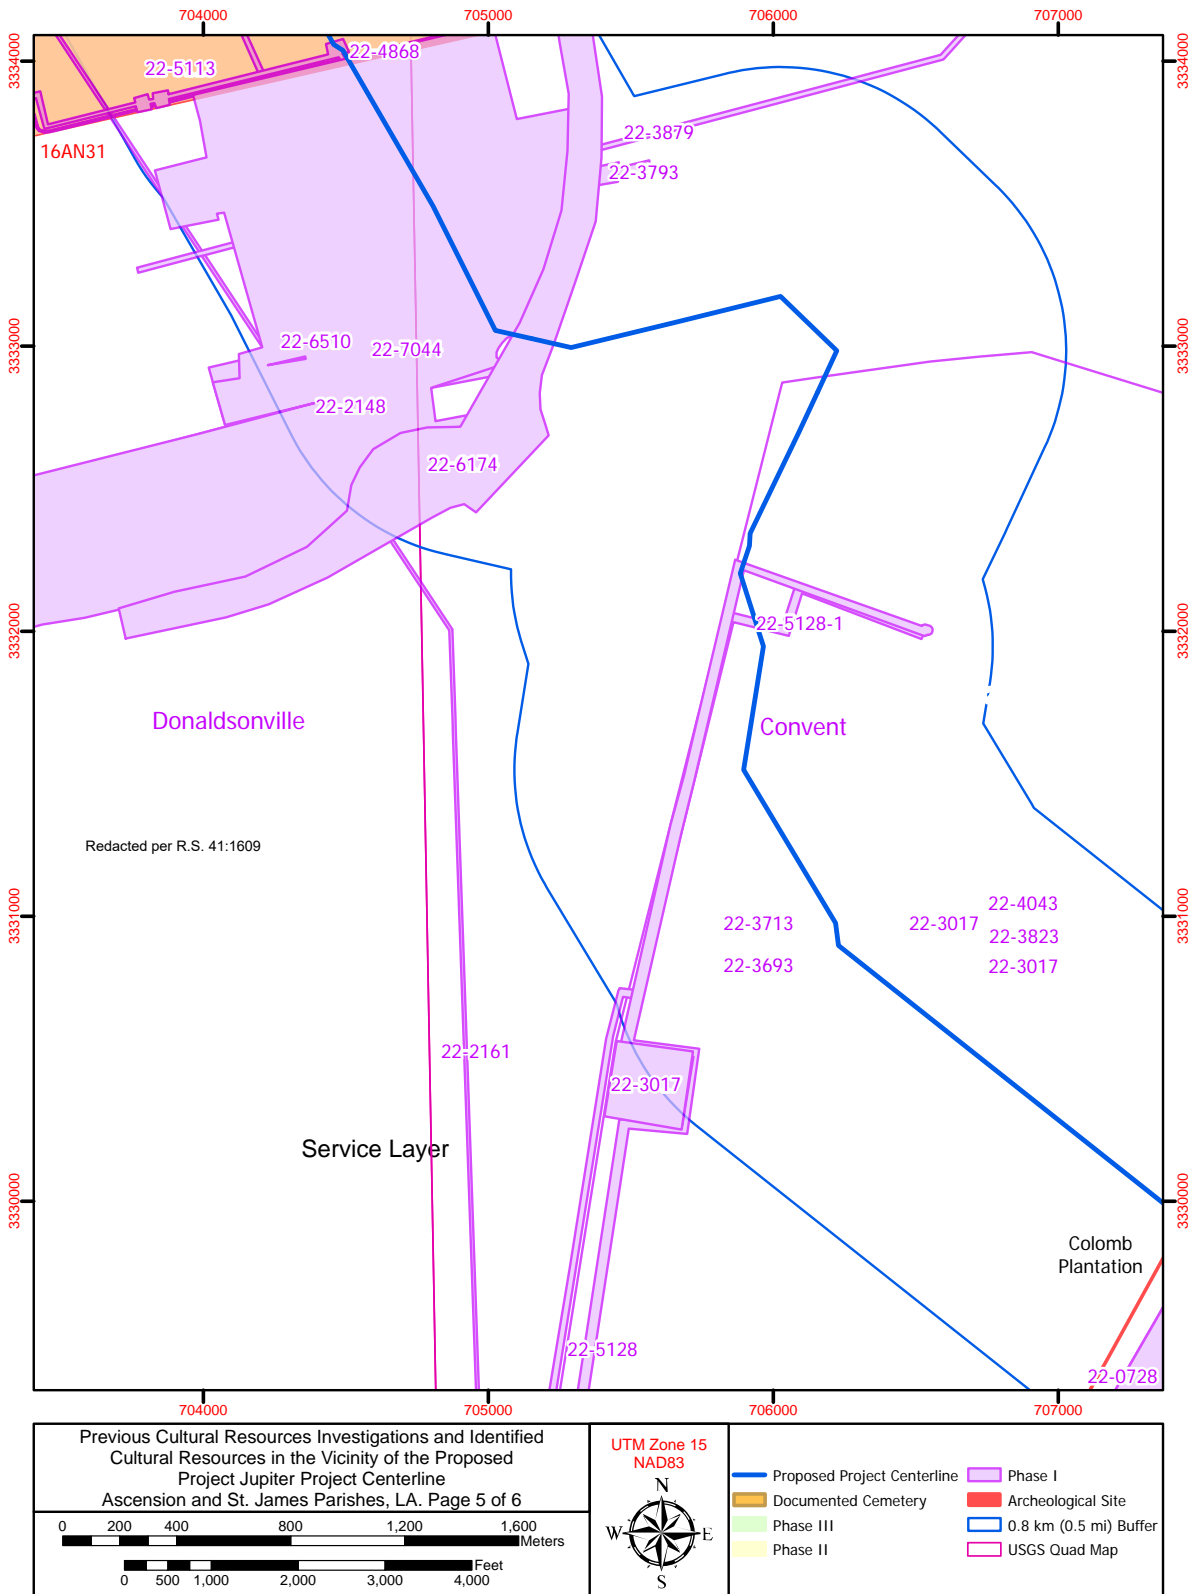 704000 705000 706000 707000
3334000 3334000
22-4868
22-5113
22-3879
16AN31
22-3793
22-6510
22-7044
3333000 3333000
22-2148
22-6174
22-5128-1
3332000 3332000
Donaldsonville
Convent
Redacted per R.S. 41:1609
22-4043
22-3713 22-3017
3331000 3331000
22-3823
22-3693 22-3017
22-2161
22-3017
Service Layer
3330000 3330000
Colomb
Plantation
22-5128
22-0728
704000 705000 706000 707000
Previous Cultural Resources Investigations and Identified
Cultural Resources in the Vicinity of the Proposed
Project Jupiter Project Centerline
Ascension and St. James Parishes, LA. Page 5 of 6
0 200 400 800 1,200 1,600
Meters
Feet
0 500 1,000 2,000 3,000 4,000
UTM Zone 15
NAD83
N
W E
S
Proposed Project Centerline
Documented Cemetery
Phase III
Phase II
Phase I
Archeological Site
0.8 km (0.5 mi) Buffer
USGS Quad Map